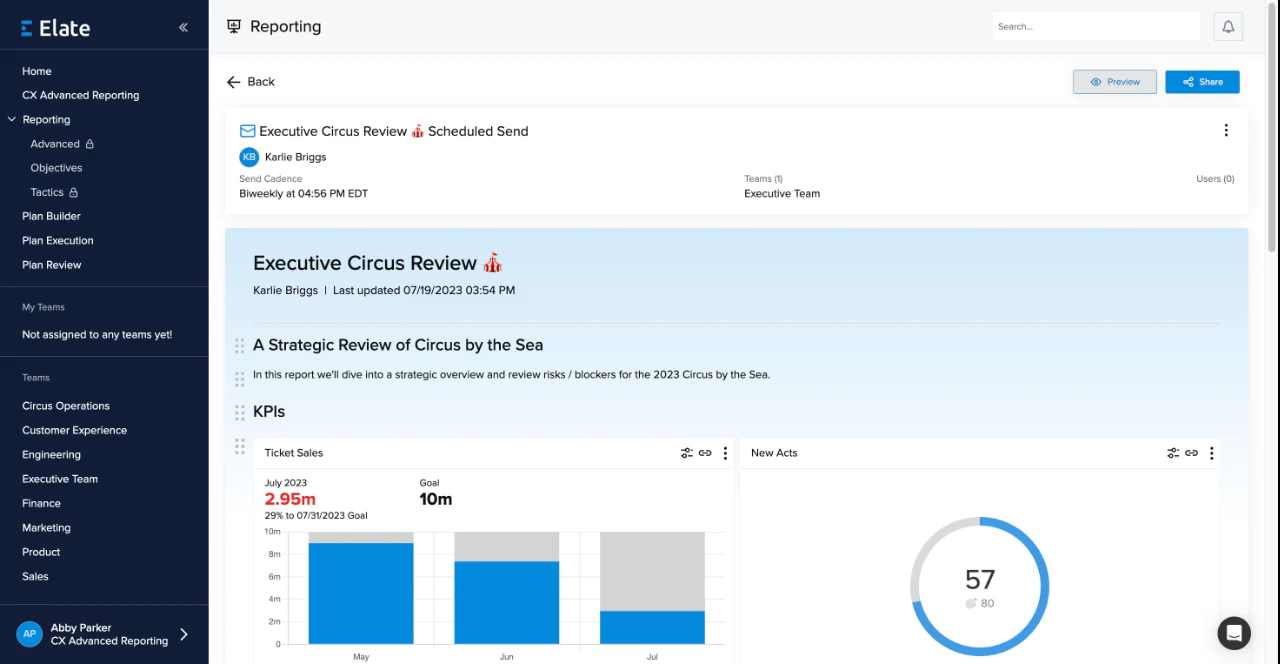 Elate
Home
CX Advanced Reporting
Reporting
Advanced
Objectives
Tactics
Plan Builder
Plan Execution
Plan Review
My Teams
Not assigned to any teams yet!
Teams
Circus Operations
Customer Experience
Engineering
Executive Team
Finance
Marketing
Product
Sales
AP
Abby Parker
CX Advanced Reporting
Reporting
Search...
Back
Preview
Share
Executive Circus Review 🎪 Scheduled Send
KB Karlie Briggs
Send Cadence
Biweekly at 04:56 PM EDT
Teams (1)
Executive Team
Users (0)
Executive Circus Review 🎪
Karlie Briggs | Last updated 07/19/2023 03:54 PM
A Strategic Review of Circus by the Sea
In this report we'll dive into a strategic overview and review risks / blockers for the 2023 Circus by the Sea.
KPIs
Ticket Sales
July 2023
2.95m
29% to 07/31/2023 Goal
Goal
10m
10m
8m
6m
4m
2m
0
May
Jun
Jul
New Acts
57
80